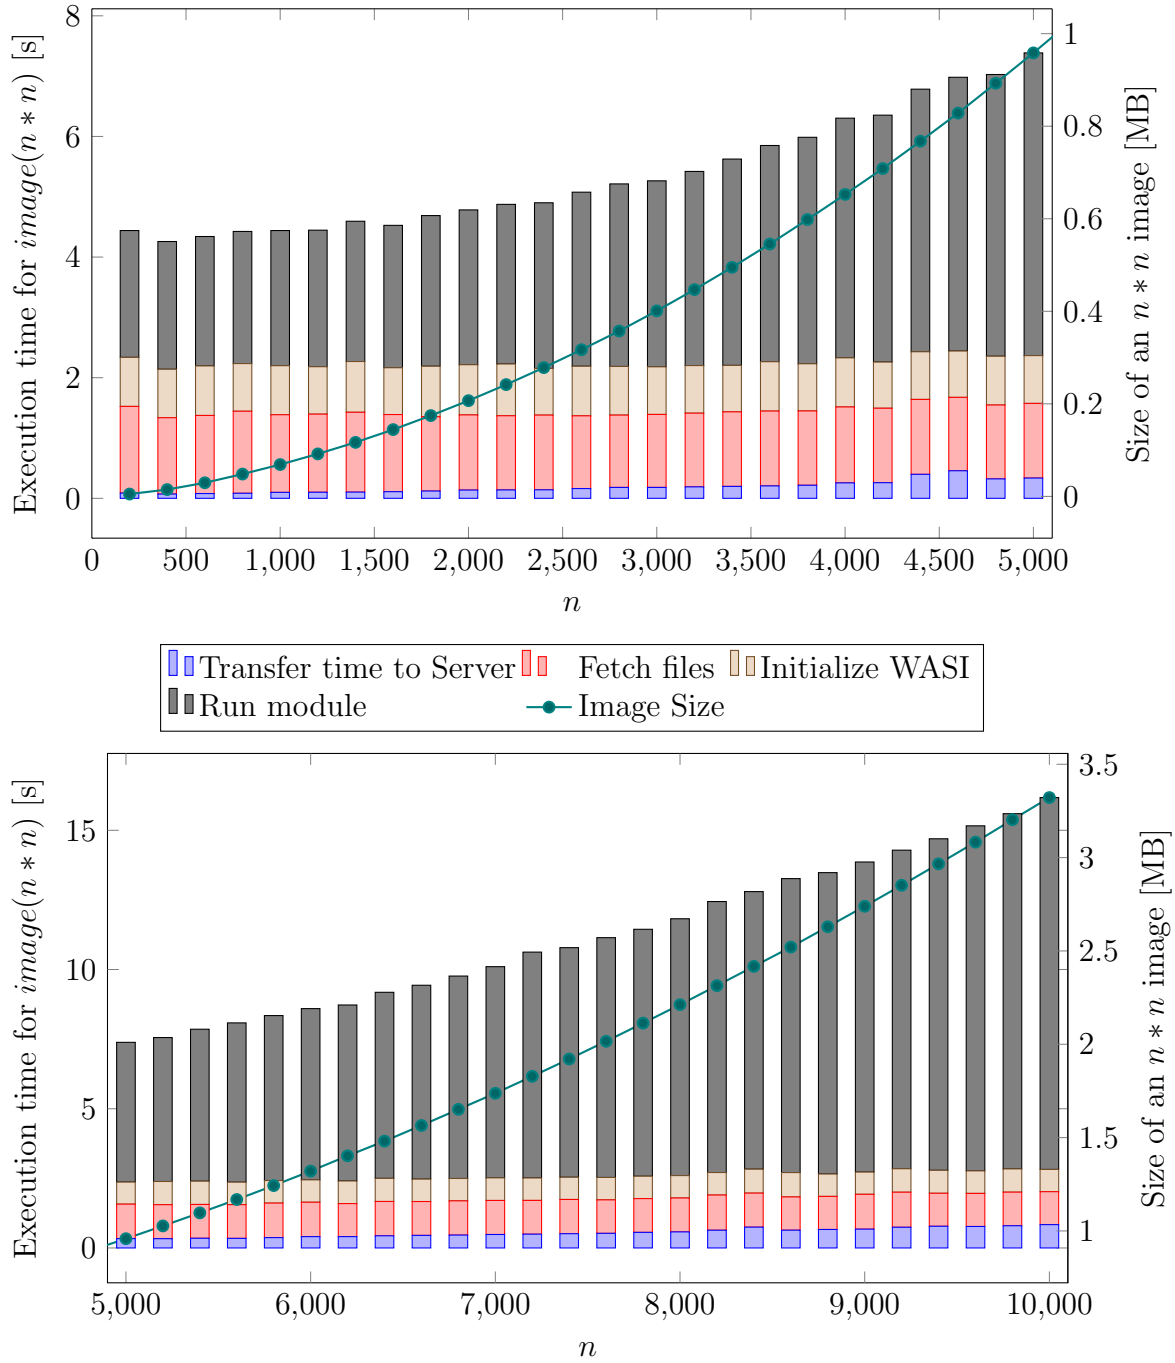 Execution time for image(n * n) [s]
8
6
4
2
0
1
0.8
0.6
0.4
0.2
0
Size of an n * n image [MB]
0 500 1,000 1,500 2,000 2,500 3,000 3,500 4,000 4,500 5,000
n
Transfer time to Server Fetch files Initialize WASI
Run module Image Size
Execution time for image(n * n) [s]
15
10
5
0
3.5
3
2.5
2
1.5
1
Size of an n * n image [MB]
5,000 6,000 7,000 8,000 9,000 10,000
n